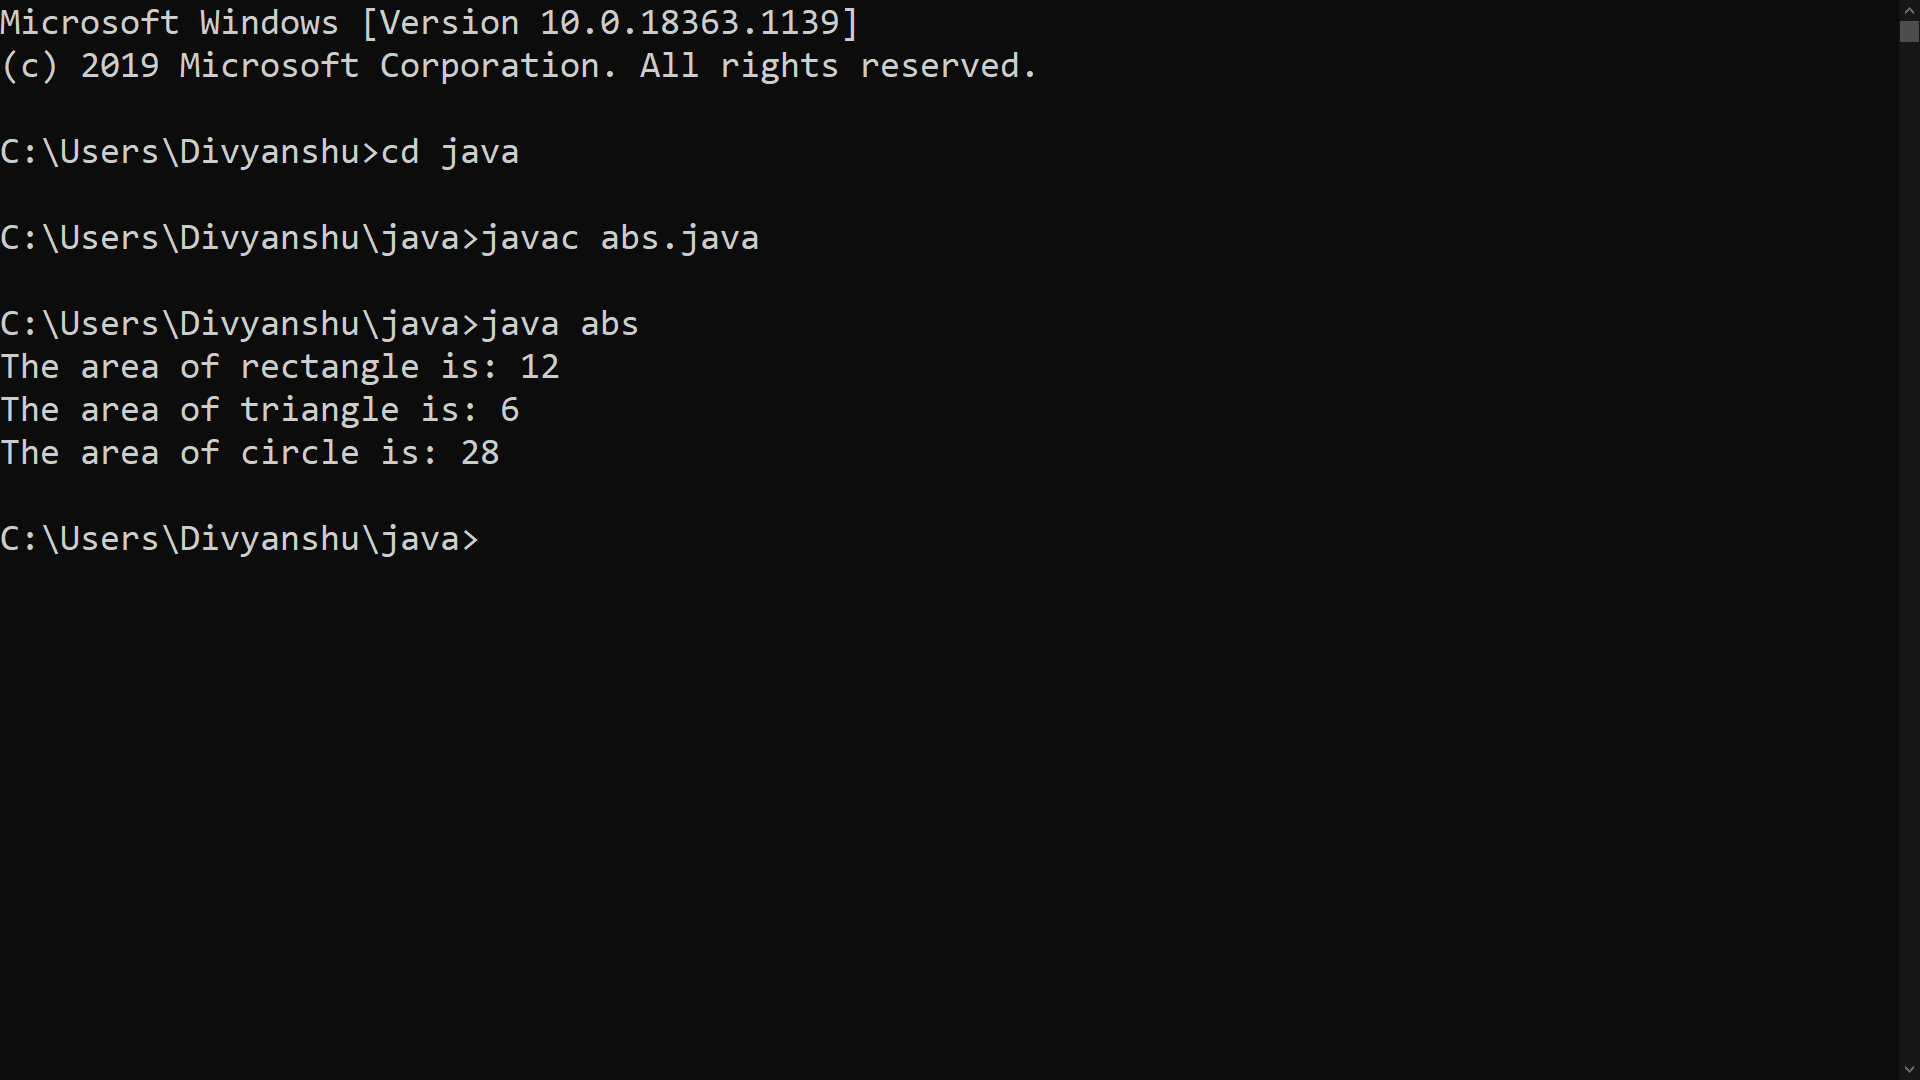 Microsoft Windows [Version 10.0.18363.1139]
(c) 2019 Microsoft Corporation. All rights reserved.
C:\Users\Divyanshu>cd java
C:\Users\Divyanshu\java>javac abs.java
C:\Users\Divyanshu\java>java abs
The area of rectangle is: 12
The area of triangle is: 6
The area of circle is: 28
C:\Users\Divyanshu\java>